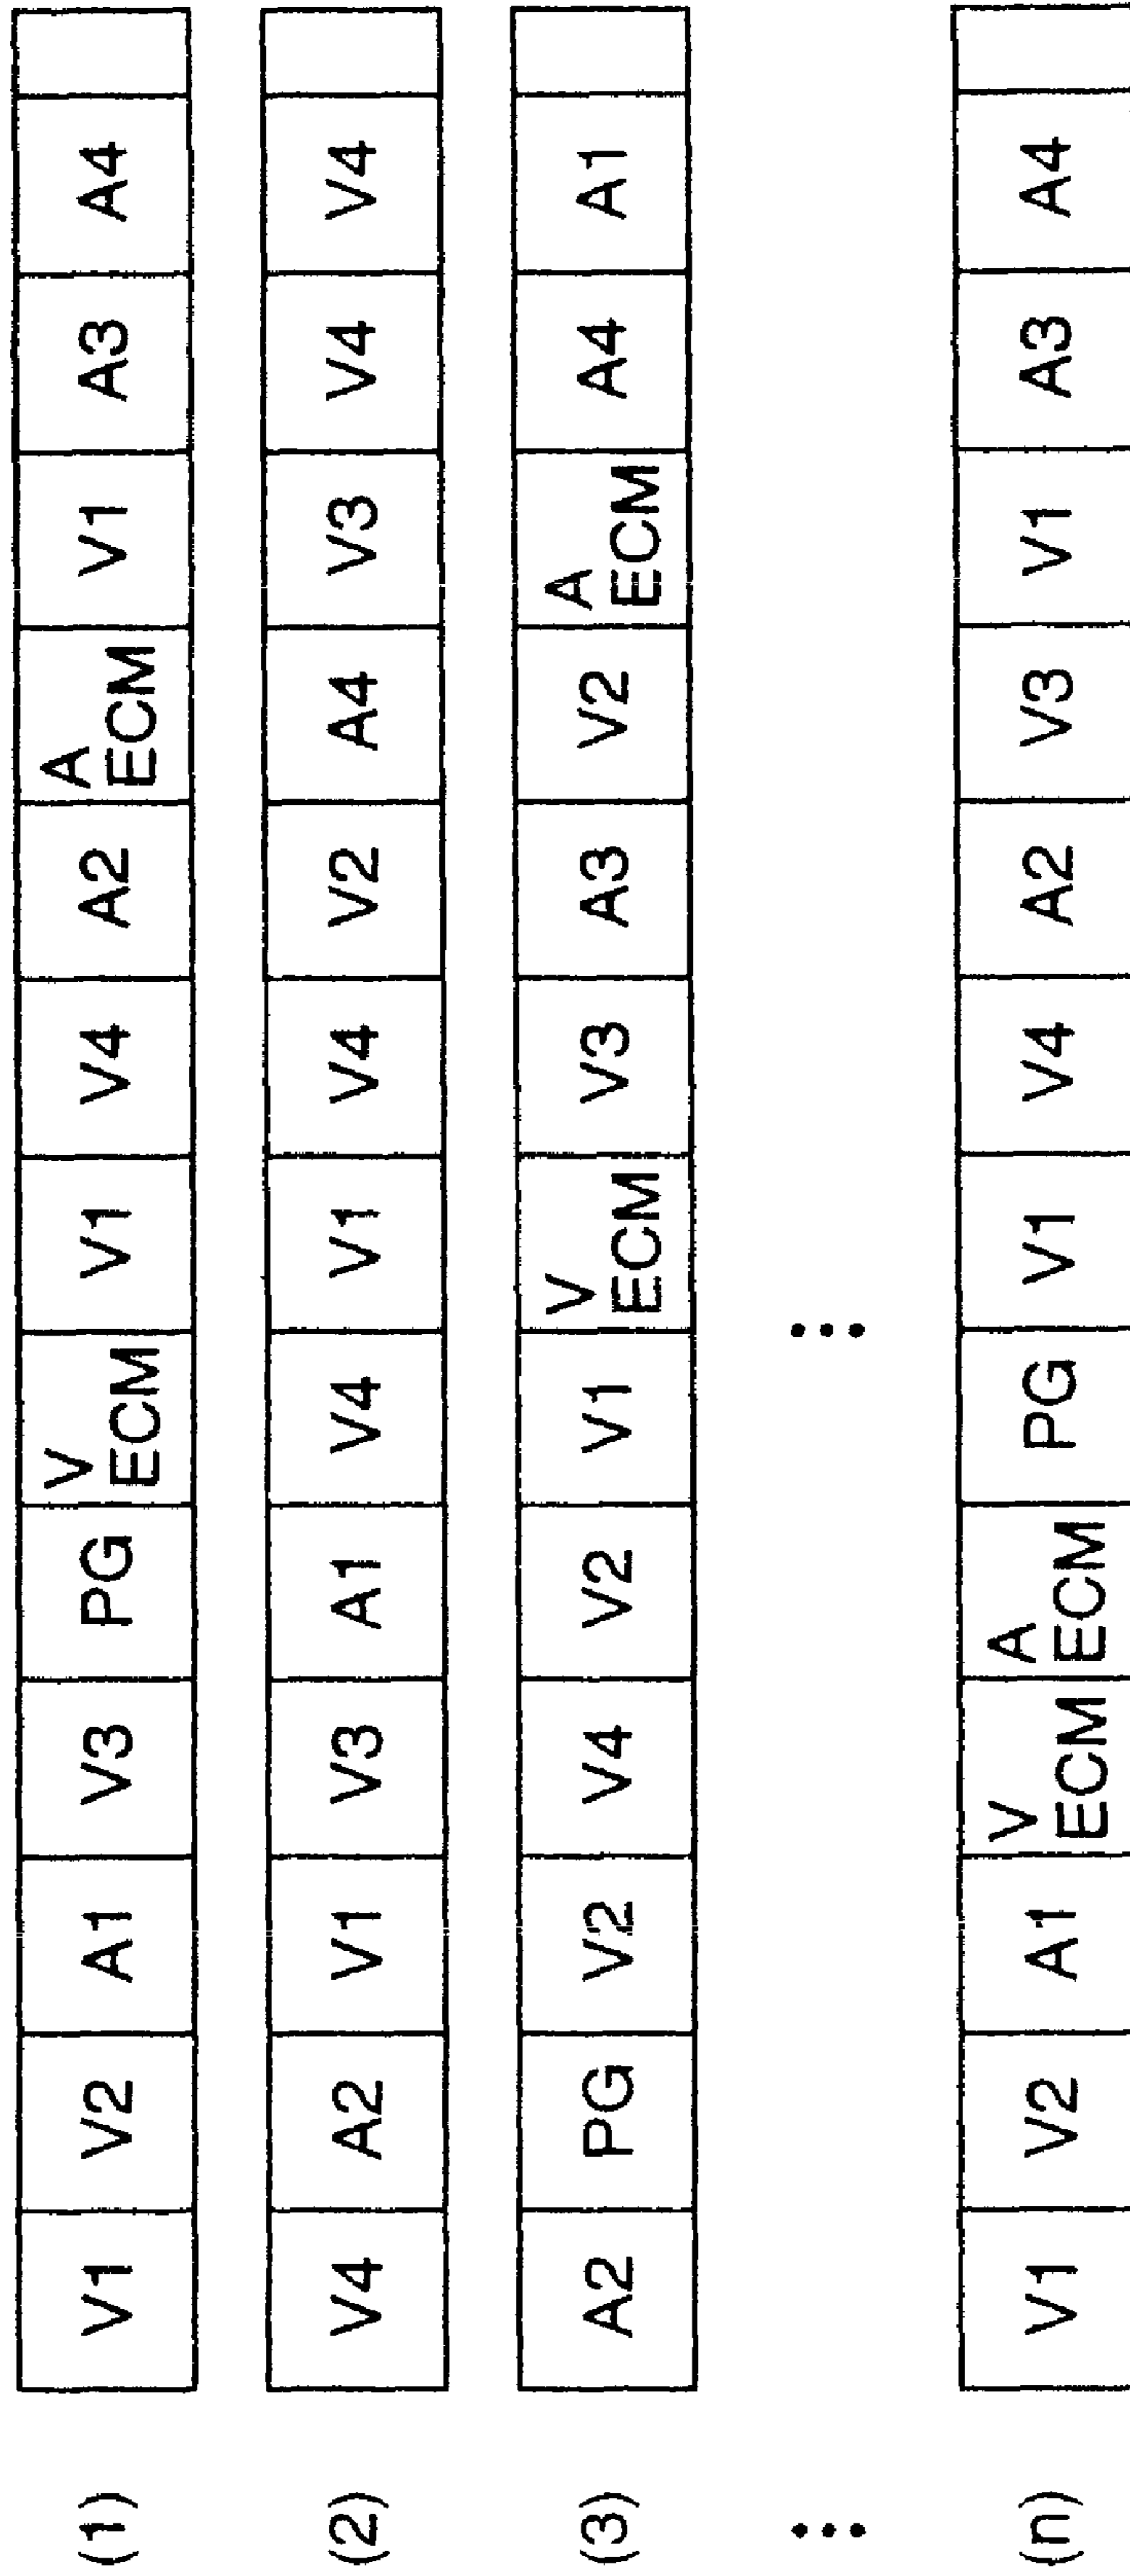 (1) V1 V2 A1 V3 PG V ECM V1 V4 A2 A ECM V1 A3 A4
(2) V4 A2 V1 V3 A1 V4 V1 V4 V2 A4 V3 V4 V4
(3) A2 PG V2 V4 V2 V1 V ECM V3 A3 V2 A ECM A4 A1
⋮ ⋮
(n) V1 V2 A1 V ECM A ECM PG V1 V4 A2 V3 V1 A3 A4